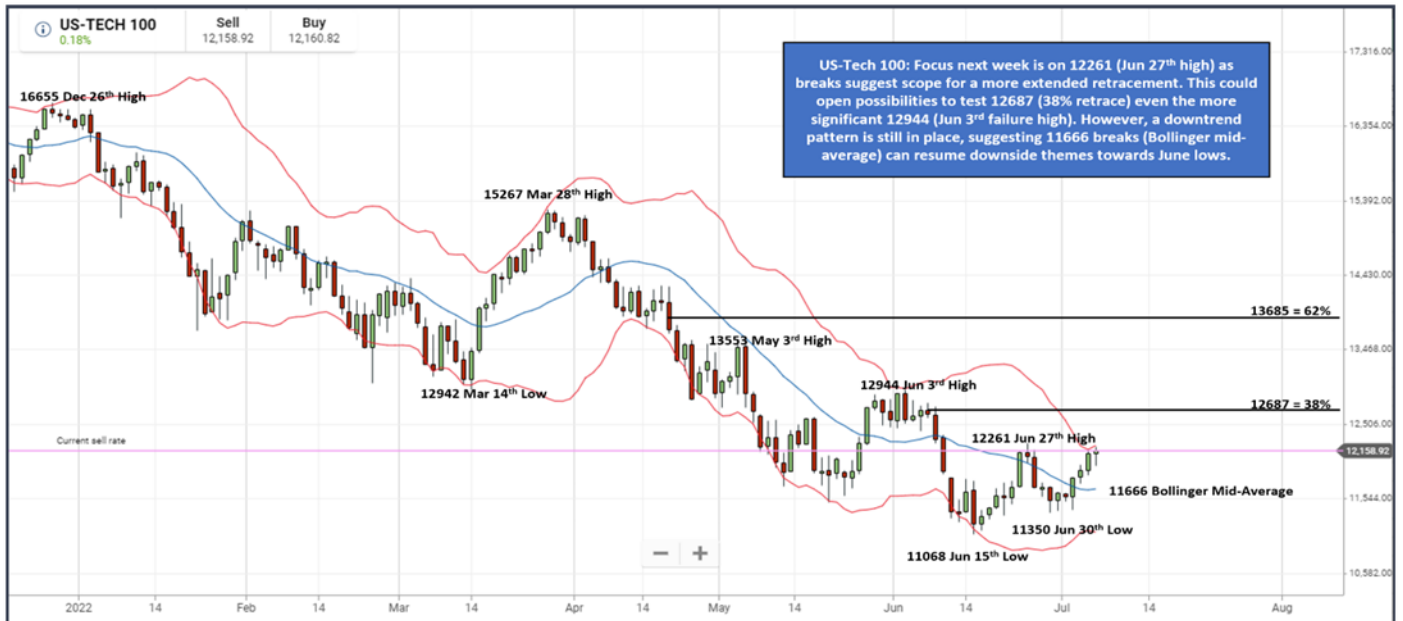 US-TECH 100
0.18%
Sell
12,158.92
Buy
12,160.82
US-Tech 100: Focus next week is on 12261 (Jun 27th high) as
breaks suggest scope for a more extended retracement. This could
open possibilities to test 12687 (38% retrace) even the more
significant 12944 (Jun 3rd failure high). However, a downtrend
pattern is still in place, suggesting 11666 breaks (Bollinger mid-
average) can resume downside themes towards June lows.
17,316.00
16655 Dec 26th High
16,354.00
15267 Mar 28th High
15,392.00
14,430.00
13685 = 62%
13553 May 3rd High
13,468.00
12942 Mar 14th Low
12944 Jun 3rd High
12687 = 38%
12,506.00
Current sell rate
12261 Jun 27th High
12,158.92
11666 Bollinger Mid-Average
11,544.00
11350 Jun 30th Low
11068 Jun 15th Low
10,582.00
2022
14
Feb
14
Mar
14
Apr
May
14
Jun
14
Jul
14
Aug